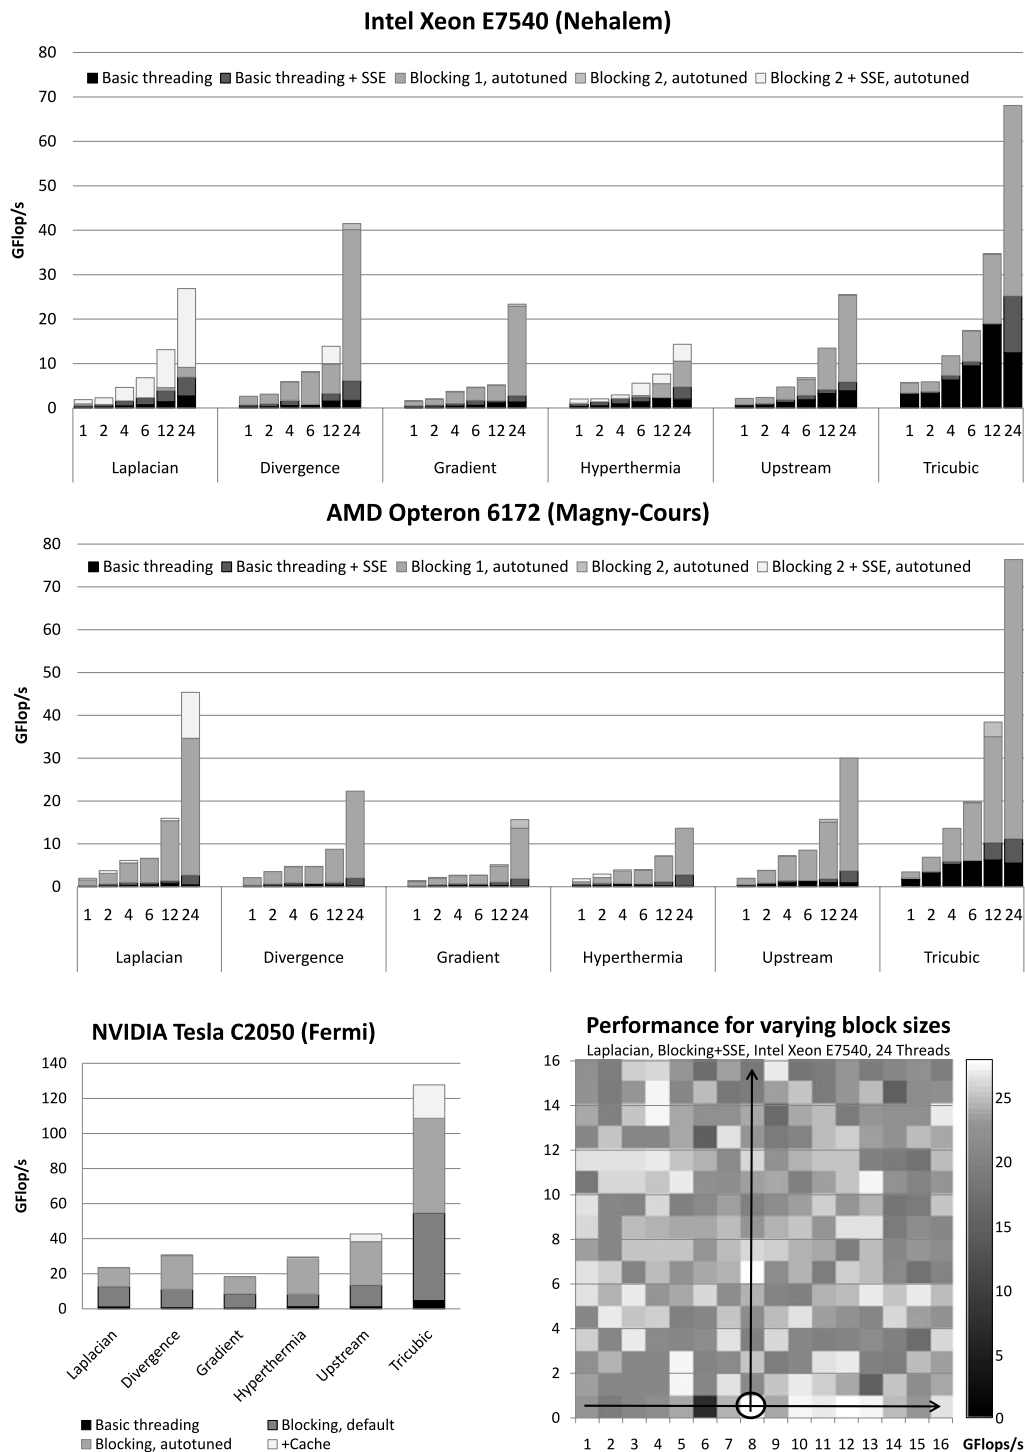 Intel Xeon E7540 (Nehalem)
80
Basic threading Basic threading + SSE Blocking 1, autotuned Blocking 2, autotuned Blocking 2 + SSE, autotuned
70
60
50
GFlop/s
40
30
20
10
0
1 2 4 6 12 24 1 2 4 6 12 24 1 2 4 6 12 24 1 2 4 6 12 24 1 2 4 6 12 24 1 2 4 6 12 24
Laplacian Divergence Gradient Hyperthermia Upstream Tricubic
AMD Opteron 6172 (Magny-Cours)
80
Basic threading Basic threading + SSE Blocking 1, autotuned Blocking 2, autotuned Blocking 2 + SSE, autotuned
70
60
50
GFlop/s
40
30
20
10
0
1 2 4 6 12 24 1 2 4 6 12 24 1 2 4 6 12 24 1 2 4 6 12 24 1 2 4 6 12 24 1 2 4 6 12 24
Laplacian Divergence Gradient Hyperthermia Upstream Tricubic
NVIDIA Tesla C2050 (Fermi)
140
120
100
GFlop/s
80
60
40
20
0
Laplacian Divergence Gradient Hyperthermia Upstream Tricubic
Basic threading Blocking, default
Blocking, autotuned +Cache
Performance for varying block sizes
Laplacian, Blocking+SSE, Intel Xeon E7540, 24 Threads
16
14
12
10
8
6
4
2
0
1 2 3 4 5 6 7 8 9 10 11 12 13 14 15 16
25
20
15
10
5
0
GFlops/s